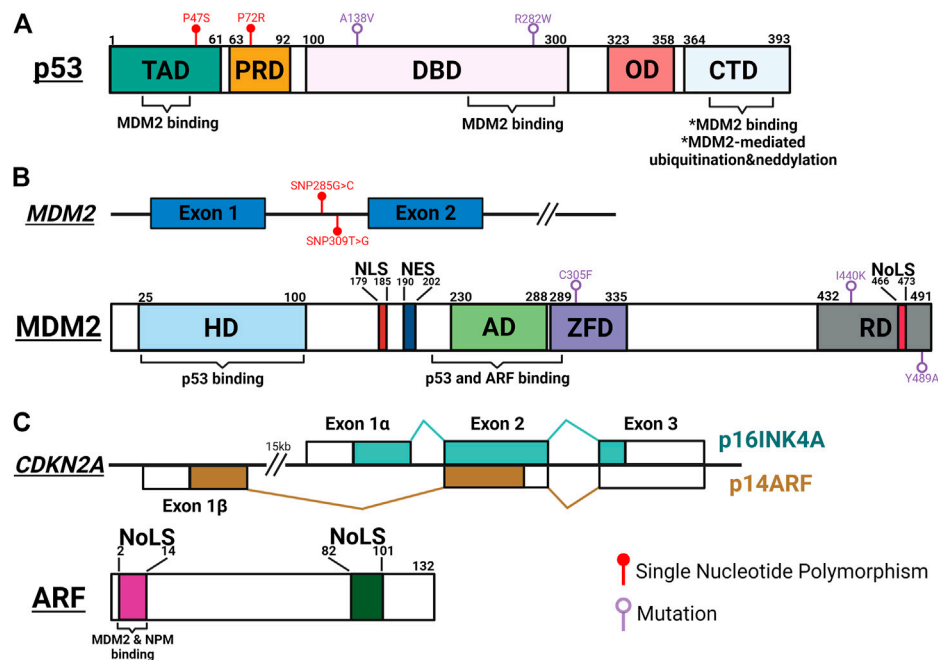 A
P47S P72R A138V R282W
1 61 63 92 100 300 323 358 364 393
p53 TAD PRD DBD OD CTD
MDM2 binding MDM2 binding *MDM2 binding
*MDM2-mediated
ubiquitination&neddylation
B
SNP285G>C
MDM2 Exon 1 Exon 2
SNP309T>G
NLS NES C305F I440K NoLS
179 185 190 202 466 473
25 100 230 288 289 335 432 491
MDM2 HD AD ZFD RD
p53 binding p53 and ARF binding Y489A
C
15kb Exon 1α Exon 2 Exon 3
p16INK4A
CDKN2A
p14ARF
Exon 1β
NoLS NoLS
2 14 82 101 132
ARF
MDM2 & NPM
binding
Single Nucleotide Polymorphism
Mutation